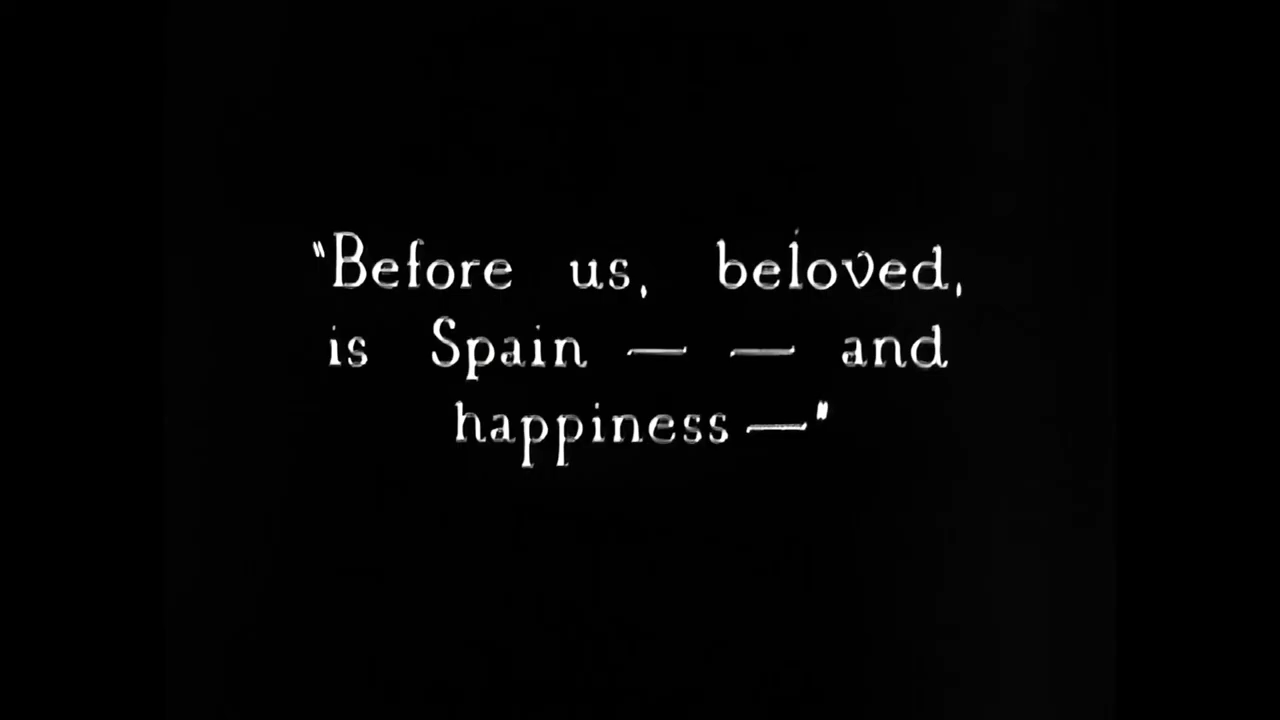 "Before us, beloved,
is Spain — — and
happiness —"